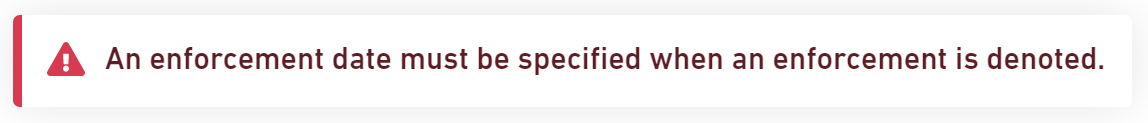 An enforcement date must be specified when an enforcement is denoted.